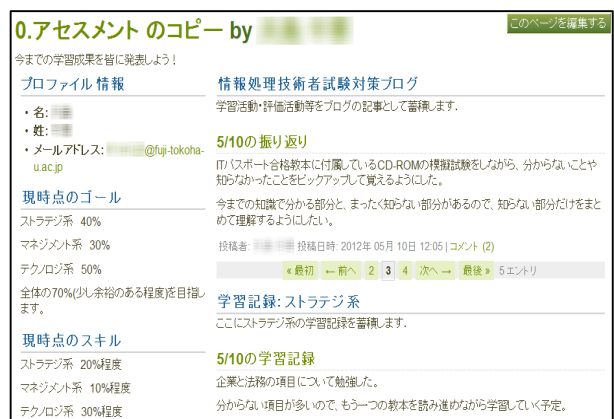 0.アセスメント のコピー by
このページを編集する
今までの学習成果を皆に発表しよう！
プロファイル情報
・名:
・姓:
・メールアドレス: @fuji-tokoha-
u.ac.jp
現時点のゴール
ストラテジ系 40%
マネジメント系 30%
テクノロジ系 50%
全体の70%(少し余裕のある程度)を目指し
ます。
現時点のスキル
ストラテジ系 20%程度
マネジメント系 10%程度
テクノロジ系 30%程度
情報処理技術者試験対策ブログ
学習活動・評価活動等をブログの記事として蓄積します.
5/10の振り返り
ITパスポート合格教本に付属しているCD-ROMの模擬試験をしながら、分からないことや
知らなかったことをピックアップして覚えるようにした。
今までの知識で分かる部分と、まったく知らない部分があるので、知らない部分だけをまと
めて理解するようにしたい。
投稿者: 投稿日時: 2012年 05月 10日 12:05 | コメント (2)
« 最初 ←前へ 2 3 4 次へ→ 最後 » 5エントリ
学習記録: ストラテジ系
ここにストラテジ系の学習記録を蓄積します.
5/10の学習記録
企業と法務の項目について勉強した。
分からない項目が多いので、もう一つの教本を読み進めながら学習していく予定。